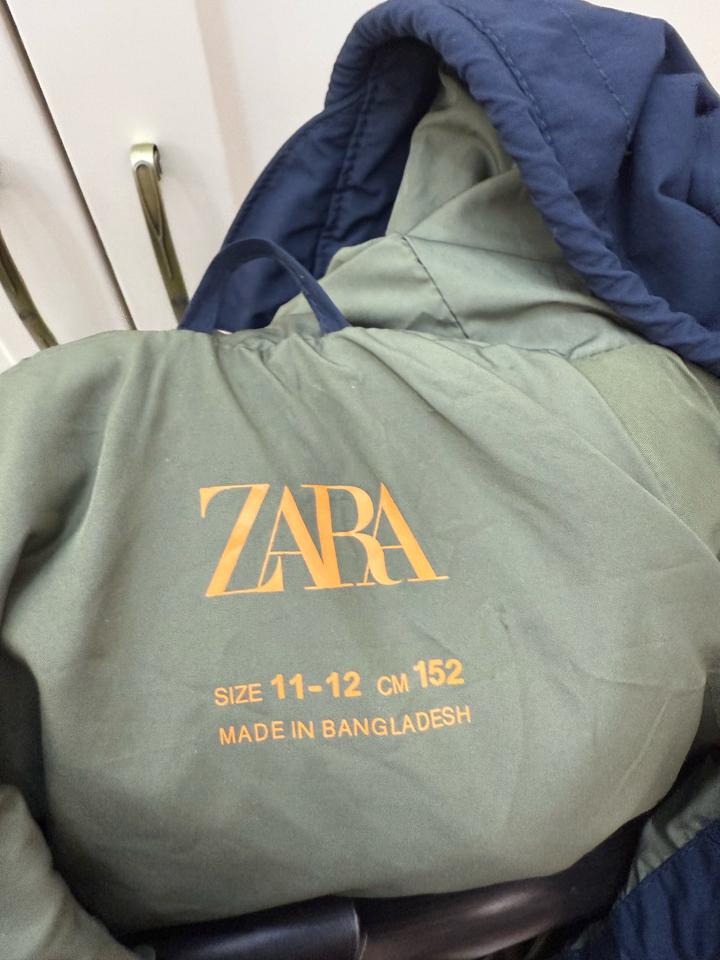 ZARA
SIZE 11-12 CM 152
MADE IN BANGLADESH